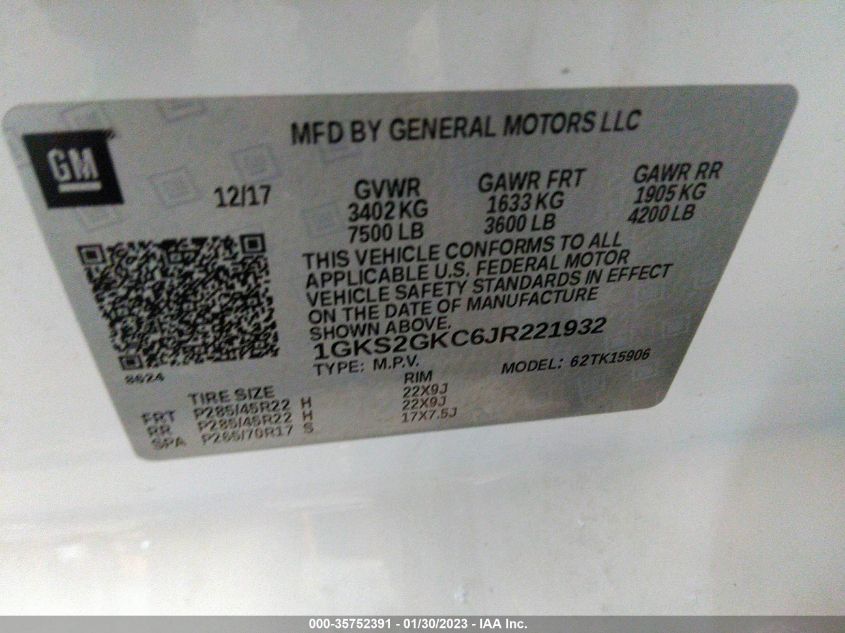 GM
MFD BY GENERAL MOTORS LLC
12/17
GVWR
3402 KG
7500 LB
GAWR FRT
1633 KG
3600 LB
GAWR RR
1905 KG
4200 LB
THIS VEHICLE CONFORMS TO ALL
APPLICABLE U.S. FEDERAL MOTOR
VEHICLE SAFETY STANDARDS IN EFFECT
ON THE DATE OF MANUFACTURE
SHOWN ABOVE.
1GKS2GKC6JR221932
TYPE: M.P.V.
MODEL: 62TK15906
8624
TIRE SIZE RIM
FRT P285/45R22 H 22X9J
RR P285/45R22 H 22X9J
SPA P265/70R17 S 17X7.5J
000-35752391 - 01/30/2023 - IAA Inc.